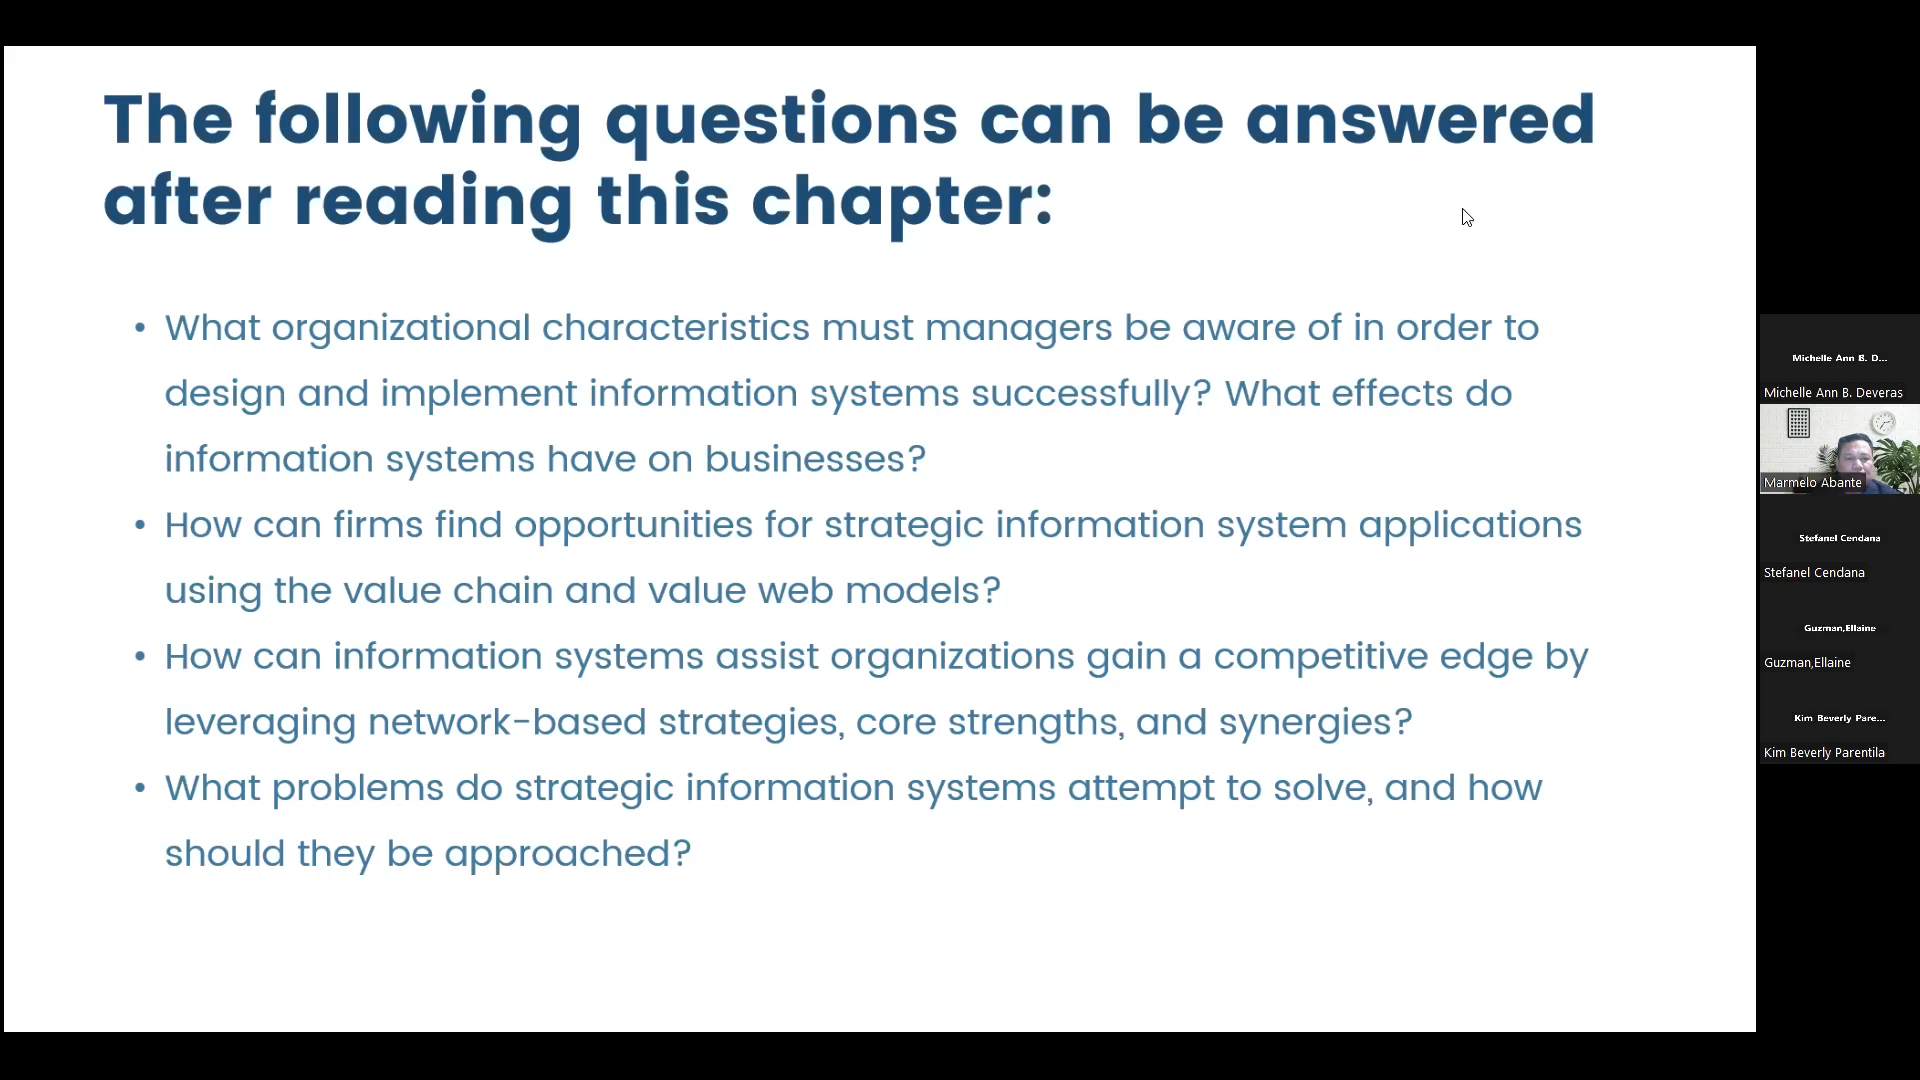 The following questions can be answered
after reading this chapter:
• What organizational characteristics must managers be aware of in order to
design and implement information systems successfully? What effects do
information systems have on businesses?
• How can firms find opportunities for strategic information system applications
using the value chain and value web models?
• How can information systems assist organizations gain a competitive edge by
leveraging network-based strategies, core strengths, and synergies?
• What problems do strategic information systems attempt to solve, and how
should they be approached?
Michelle Ann B. D...
Michelle Ann B. Deveras
Marmelo Abante
Stefanel Cendana
Stefanel Cendana
Guzman,Ellaine
Guzman,Ellaine
Kim Beverly Pare...
Kim Beverly Parentila